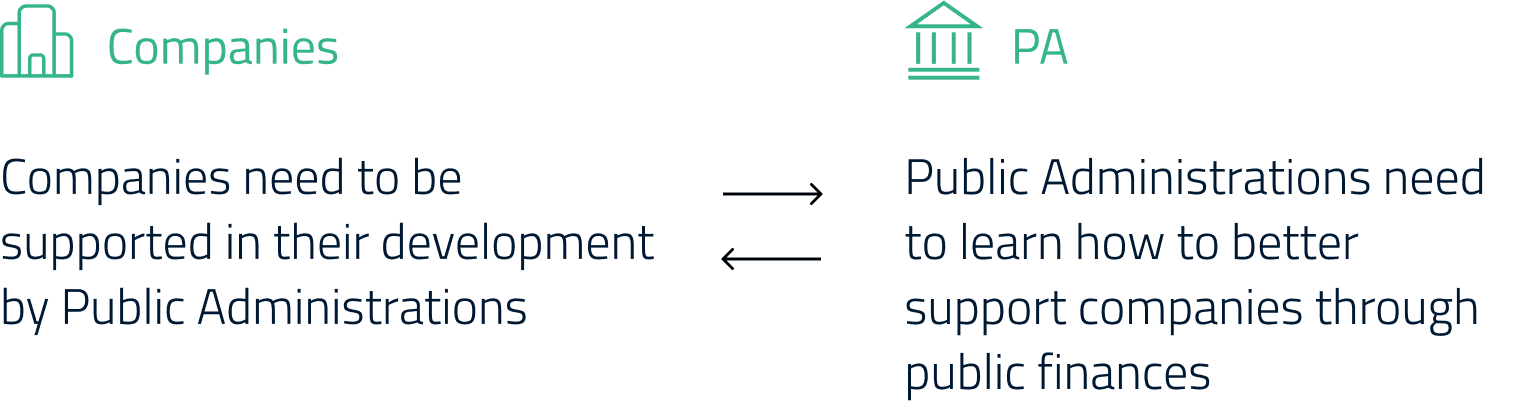 Companies
PA
Companies need to be
supported in their development
by Public Administrations
Public Administrations need
to learn how to better
support companies through
public finances